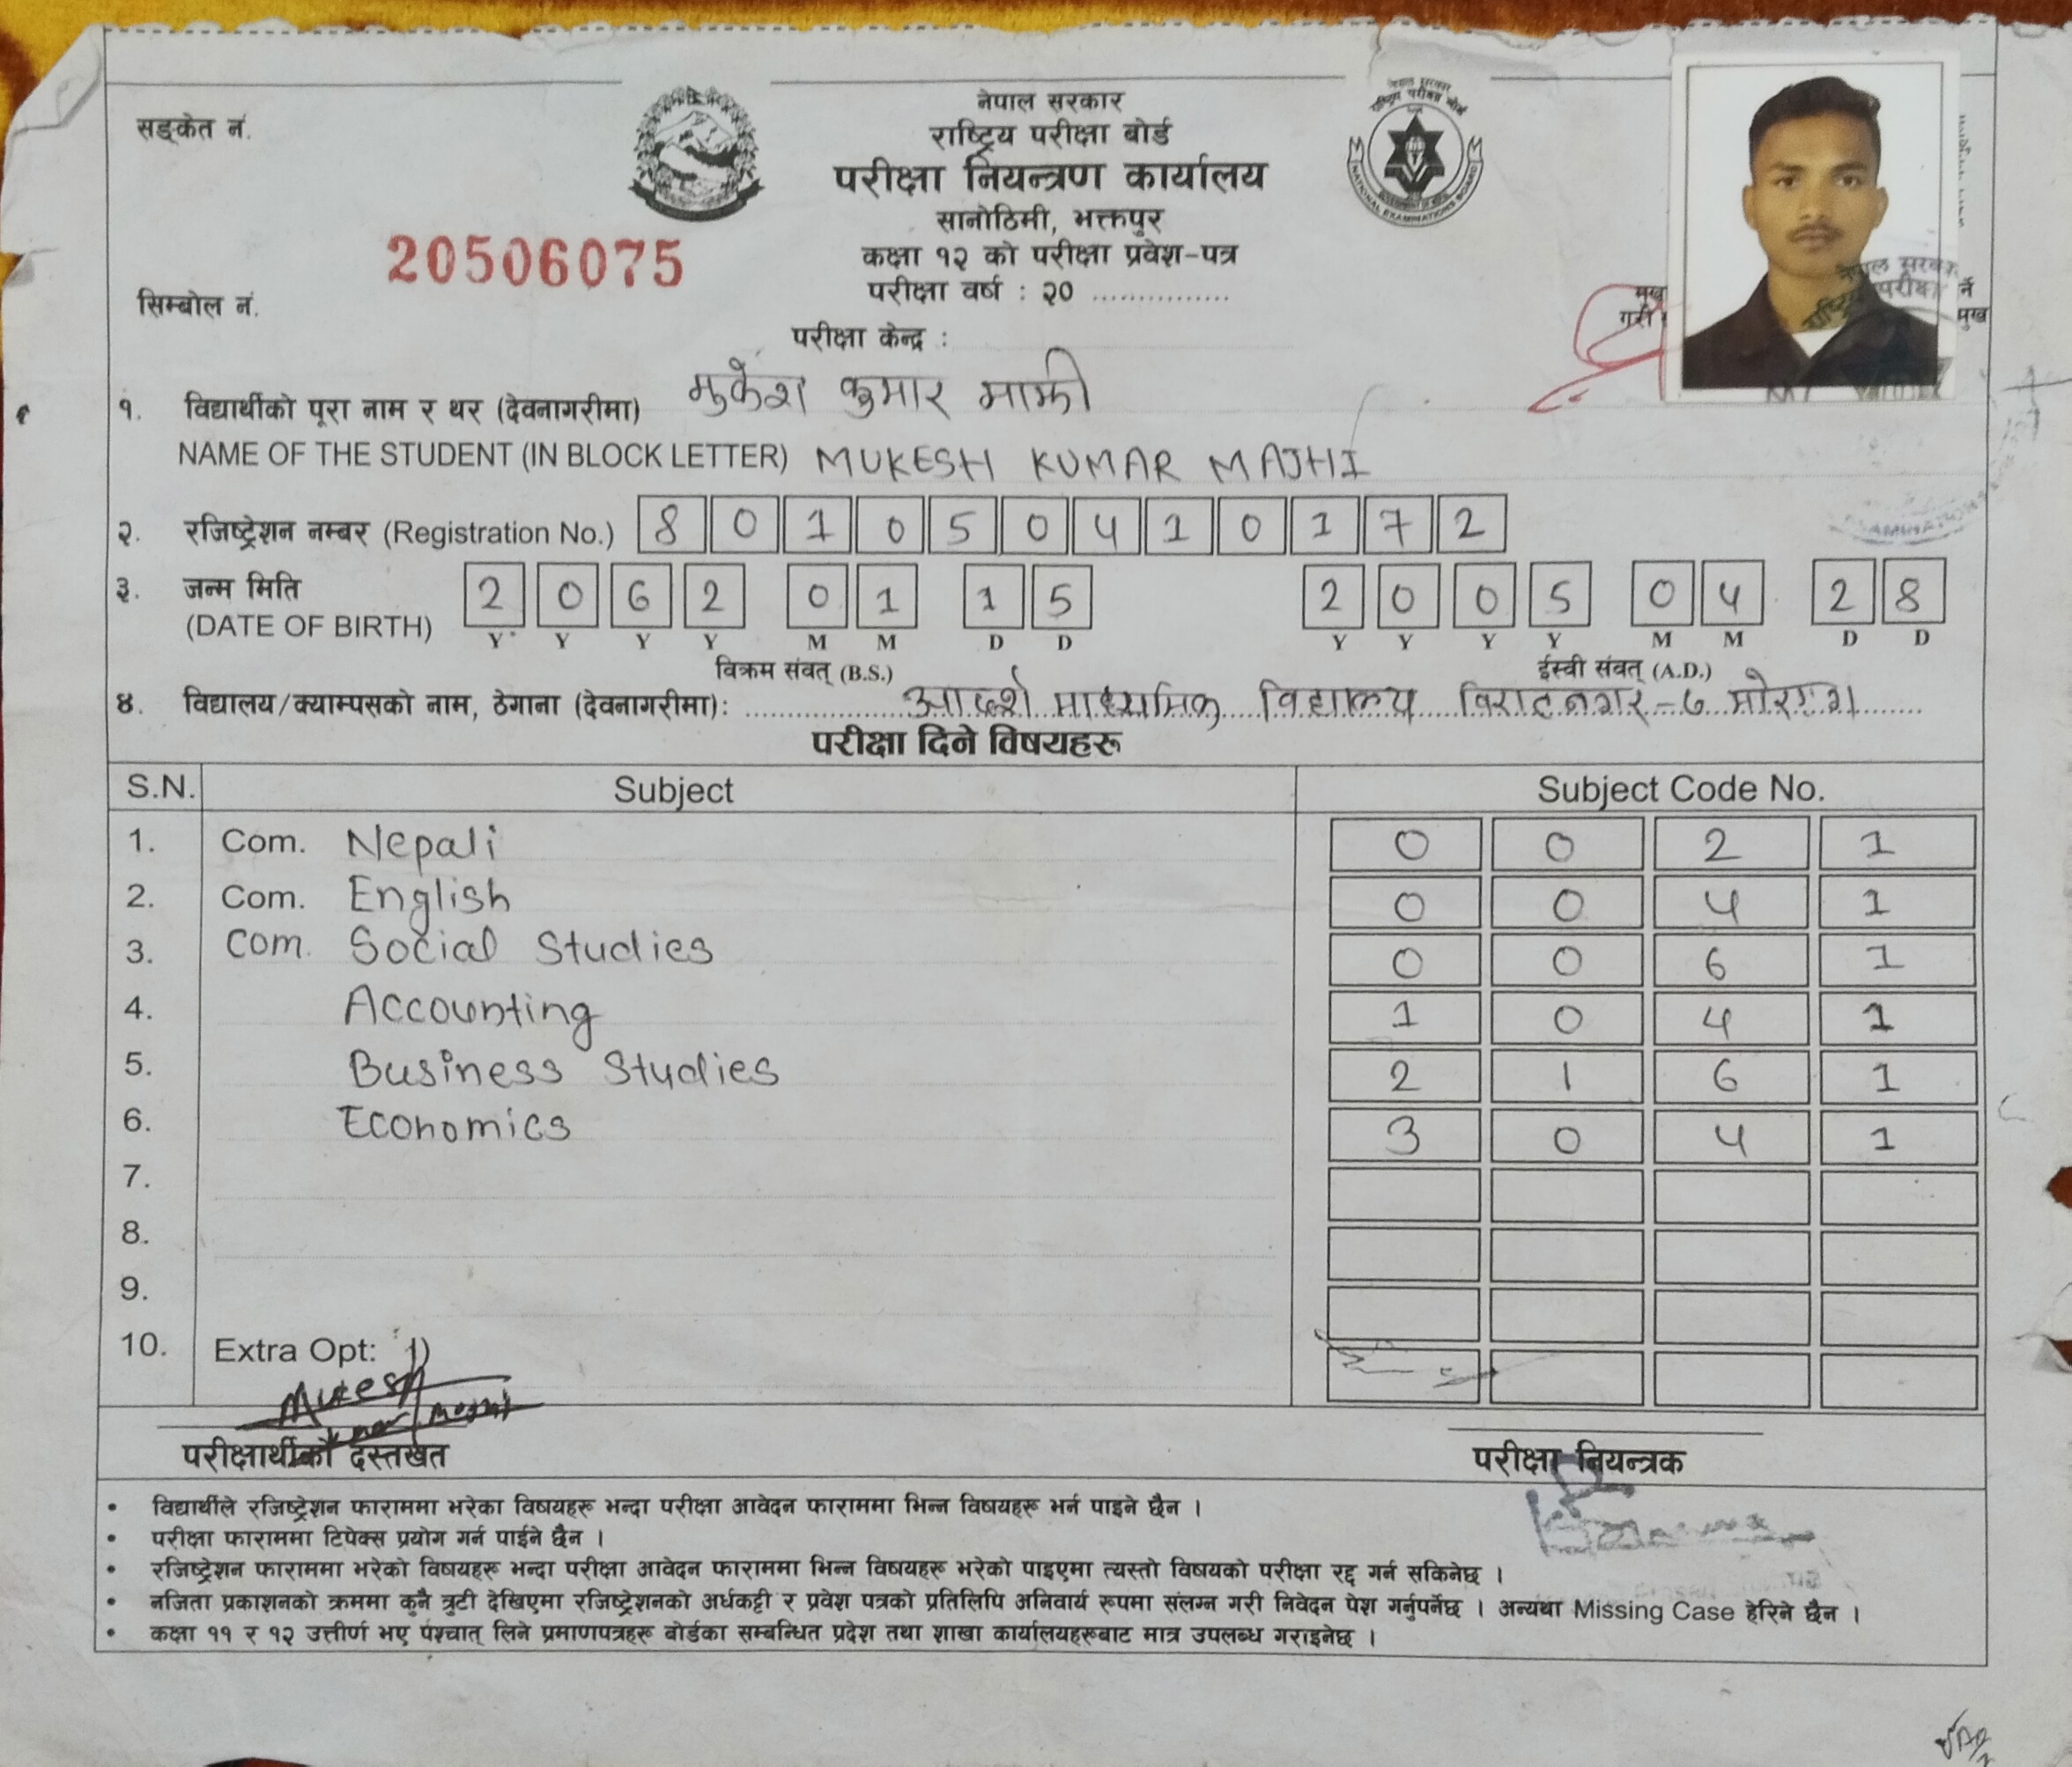 नेपाल सरकार
राष्ट्रिय परीक्षा बोर्ड
सङ्केत नं.
परीक्षा नियन्त्रण कार्यालय
सानोठिमी, भक्तपुर
20506075
कक्षा १२ को परीक्षा प्रवेश-पत्र
परीक्षा वर्ष : २० ...............
सिम्बोल नं.
परीक्षा केन्द्र :
NATIONAL EXAMINATIONS BOARD
नेपाल सरकार
१. विद्यार्थीको पूरा नाम र थर (देवनागरीमा) मुकेश कुमार माझी
NAME OF THE STUDENT (IN BLOCK LETTER) MUKESH KUMAR MAJHI
२. रजिष्ट्रेशन नम्बर (Registration No.) 8 0 1 0 5 0 4 1 0 1 7 2
३. जन्म मिति 2 0 6 2 0 1 1 5 2 0 0 5 0 4 2 8
(DATE OF BIRTH) Y Y Y Y M M D D Y Y Y Y M M D D
विक्रम संवत् (B.S.) ईस्वी संवत् (A.D.)
४. विद्यालय/क्याम्पसको नाम, ठेगाना (देवनागरीमा): आदर्श माध्यमिक विद्यालय विराटनगर-७ मोरङ
परीक्षा दिने विषयहरू
S.N. Subject Subject Code No.
1. Com. Nepali 0 0 2 1
2. Com. English 0 0 4 1
3. Com. Social Studies 0 0 6 1
4. Accounting 1 0 4 1
5. Business Studies 2 1 6 1
6. Economics 3 0 4 1
7.
8.
9.
10. Extra Opt: 1)
Mukesh
परीक्षार्थीको दस्तखत परीक्षा नियन्त्रक
• विद्यार्थीले रजिष्ट्रेशन फाराममा भरेका विषयहरू भन्दा परीक्षा आवेदन फाराममा भिन्न विषयहरू भर्न पाइने छैन ।
• परीक्षा फाराममा टिपेक्स प्रयोग गर्न पाईने छैन ।
• रजिष्ट्रेशन फाराममा भरेको विषयहरू भन्दा परीक्षा आवेदन फाराममा भिन्न विषयहरू भरेको पाइएमा त्यस्तो विषयको परीक्षा रद्द गर्न सकिनेछ ।
• नजिता प्रकाशनको क्रममा कुनै त्रुटी देखिएमा रजिष्ट्रेशनको अर्धकट्टी र प्रवेश पत्रको प्रतिलिपि अनिवार्य रूपमा संलग्न गरी निवेदन पेश गर्नुपर्नेछ । अन्यथा Missing Case हेरिने छैन ।
• कक्षा ११ र १२ उत्तीर्ण भए पश्चात् लिने प्रमाणपत्रहरू बोर्डका सम्बन्धित प्रदेश तथा शाखा कार्यालयहरूबाट मात्र उपलब्ध गराइनेछ ।